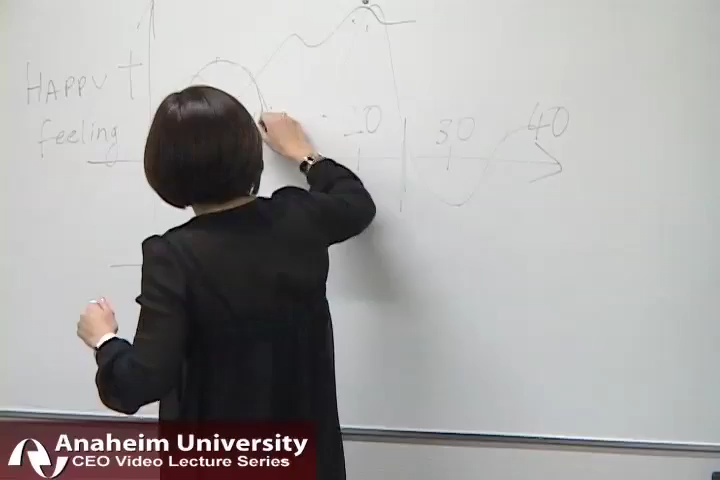 HAPPY +
feeling
20
30
40
Anaheim University
CEO Video Lecture Series